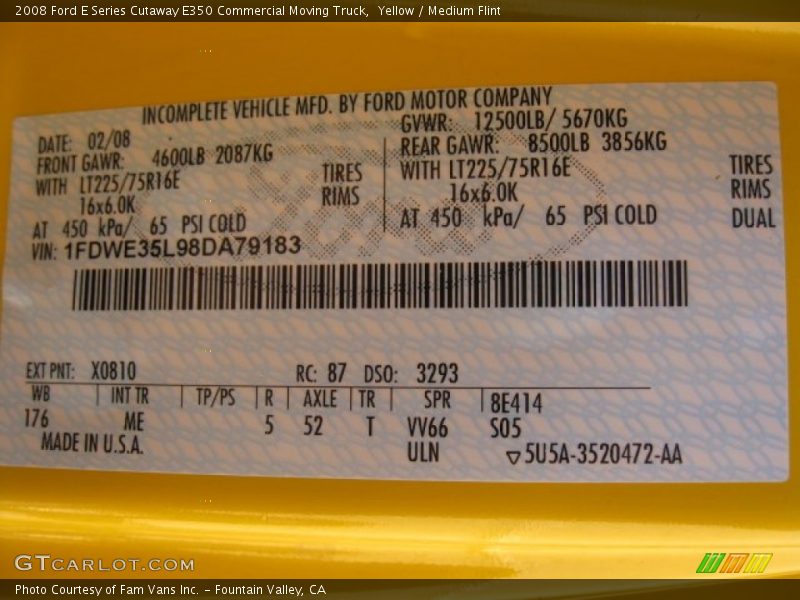 2008 Ford E Series Cutaway E350 Commercial Moving Truck, Yellow / Medium Flint
INCOMPLETE VEHICLE MFD. BY FORD MOTOR COMPANY
DATE: 02/08
GVWR: 12500LB/ 5670KG
FRONT GAWR: 4600LB 2087KG
REAR GAWR: 8500LB 3856KG
WITH LT225/75R16E TIRES
WITH LT225/75R16E TIRES
16x6.0K RIMS
16x6.0K RIMS
AT 450 kPa/ 65 PSI COLD
AT 450 kPa/ 65 PSI COLD DUAL
VIN: 1FDWE35L98DA79183
EXT PNT: X0810 RC: 87 DSO: 3293
WB INT TR TP/PS R AXLE TR SPR 8E414
176 ME 5 52 T VV66 S05
MADE IN U.S.A. ULN 5U5A-3520472-AA
GTCARLOT.COM
Photo Courtesy of Fam Vans Inc. - Fountain Valley, CA